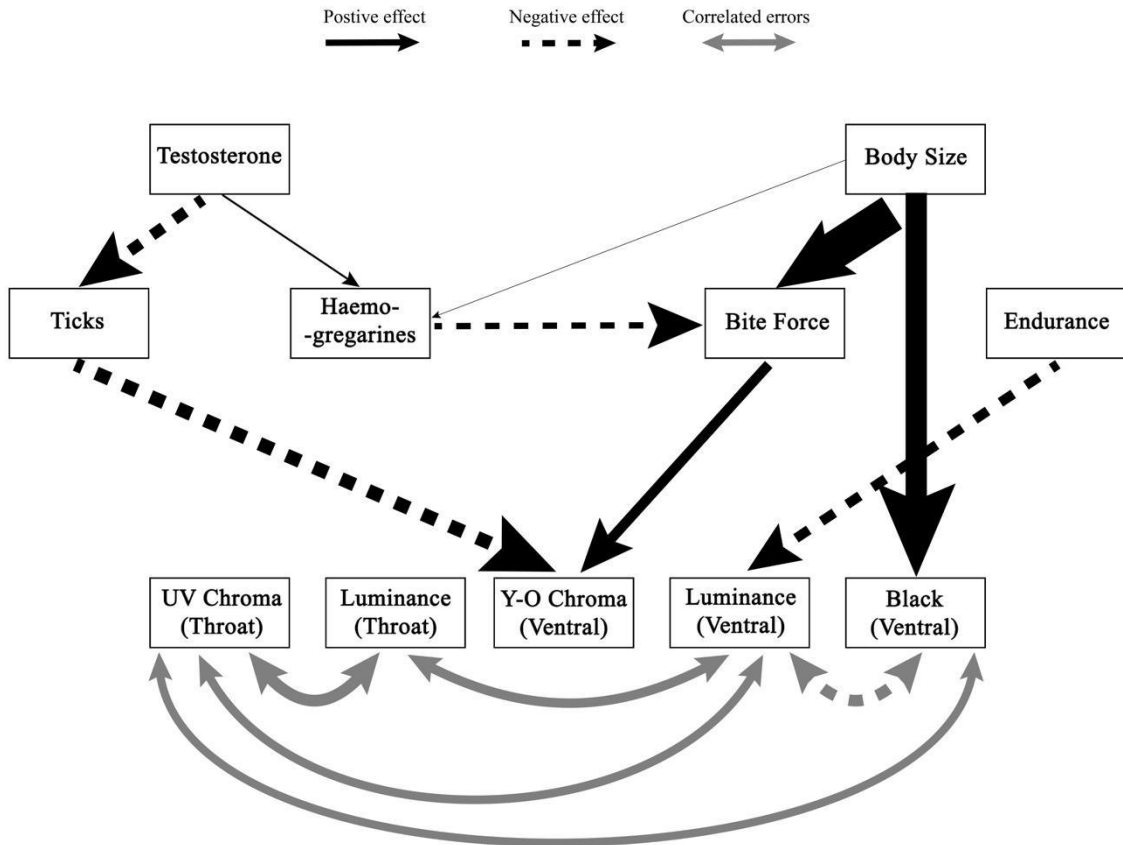 Postive effect
Negative effect
Correlated errors
Testosterone
Body Size
Ticks
Haemo-
-gregarines
Bite Force
Endurance
UV Chroma
(Throat)
Luminance
(Throat)
Y-O Chroma
(Ventral)
Luminance
(Ventral)
Black
(Ventral)